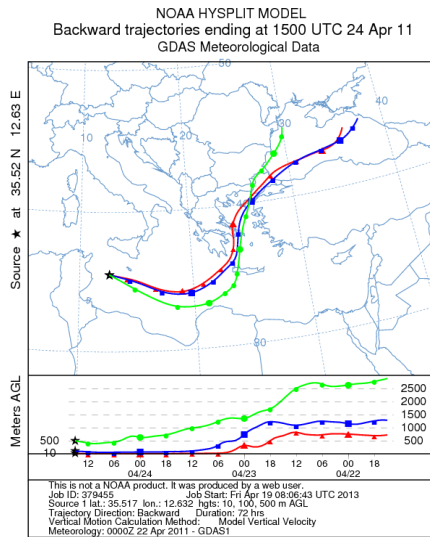 NOAA HYSPLIT MODEL
Backward trajectories ending at 1500 UTC 24 Apr 11
GDAS Meteorological Data
Source ★ at 35.52 N 12.63 E
50
40
30
20
10
40
30
Meters AGL
2500
2000
1500
1000
500
500
10
12 06 00 18 12 06 00 18 12 06 00 18
04/24 04/23 04/22
This is not a NOAA product. It was produced by a web user.
Job ID: 379455 Job Start: Fri Apr 19 08:06:43 UTC 2013
Source 1 lat.: 35.517 lon.: 12.632 hgts: 10, 100, 500 m AGL
Trajectory Direction: Backward Duration: 72 hrs
Vertical Motion Calculation Method: Model Vertical Velocity
Meteorology: 0000Z 22 Apr 2011 - GDAS1